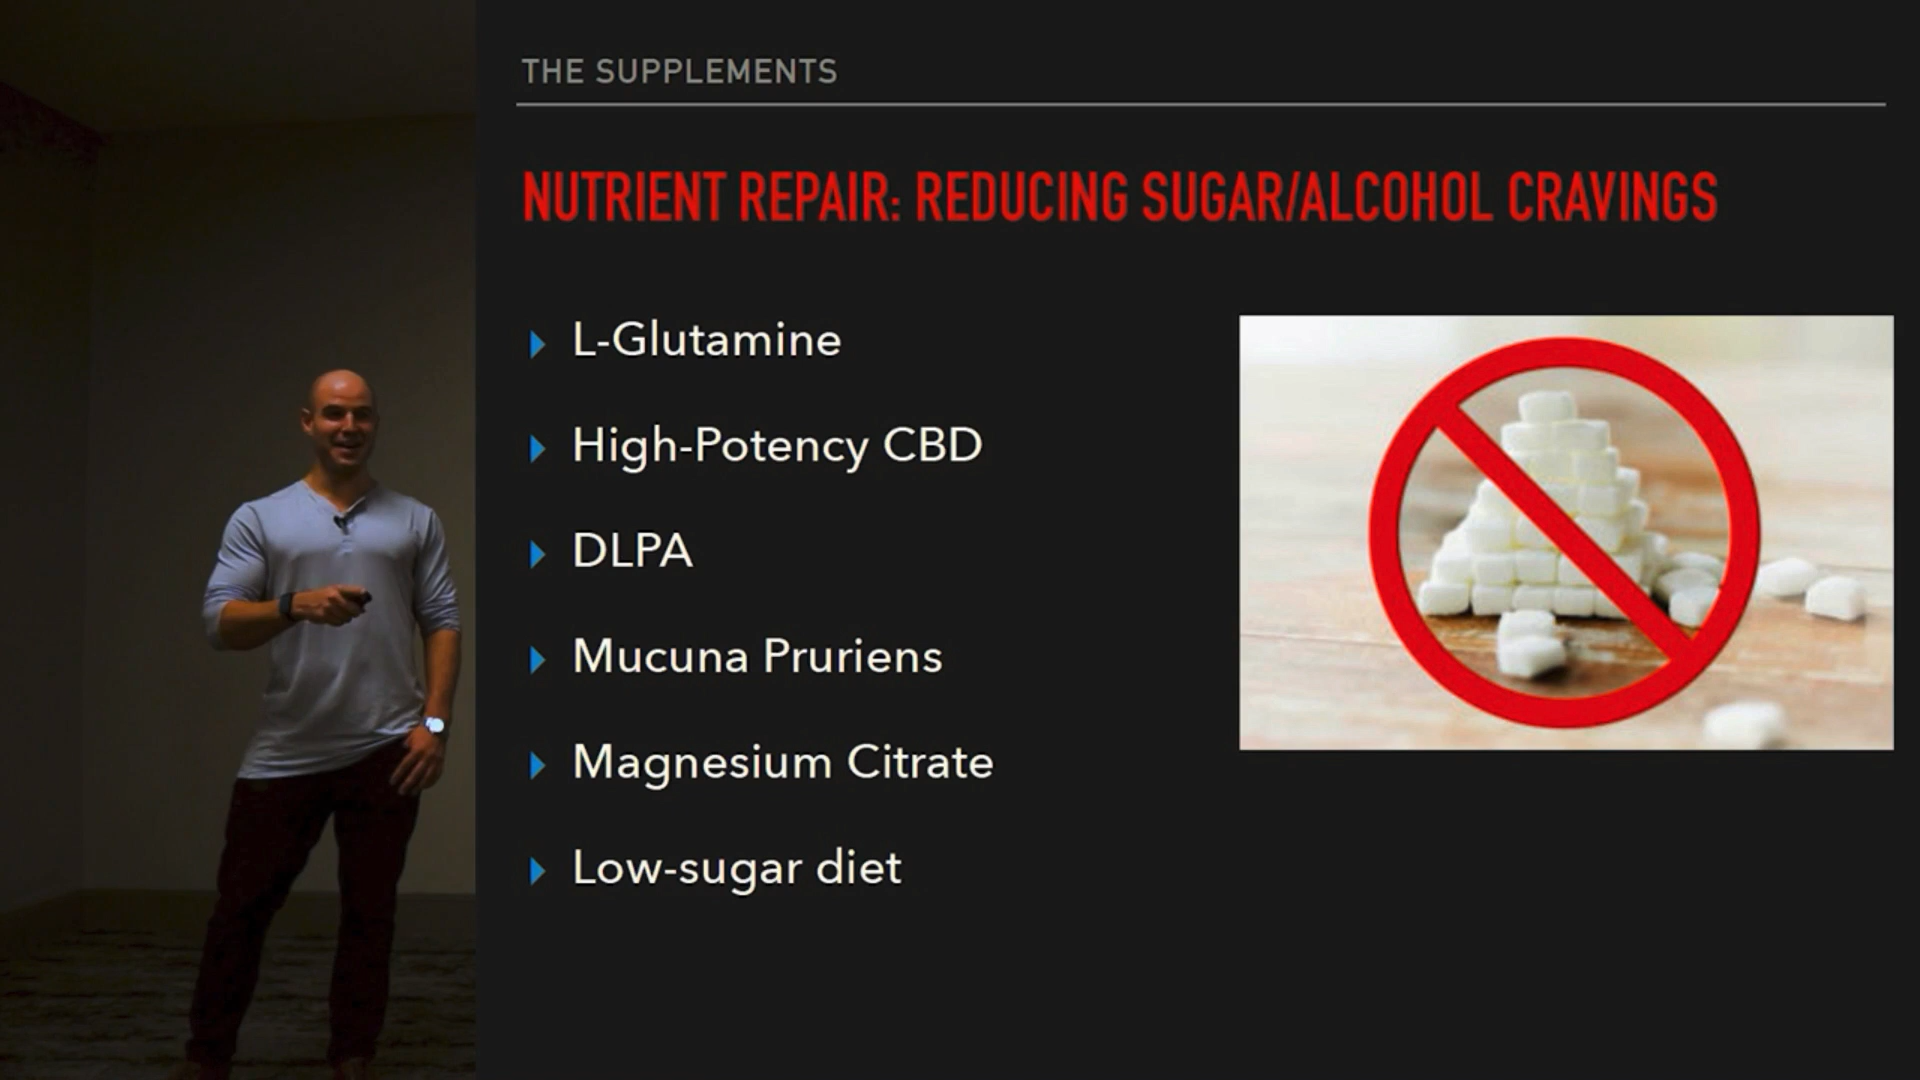 THE SUPPLEMENTS
NUTRIENT REPAIR: REDUCING SUGAR/ALCOHOL CRAVINGS
L-Glutamine
High-Potency CBD
DLPA
Mucuna Pruriens
Magnesium Citrate
Low-sugar diet